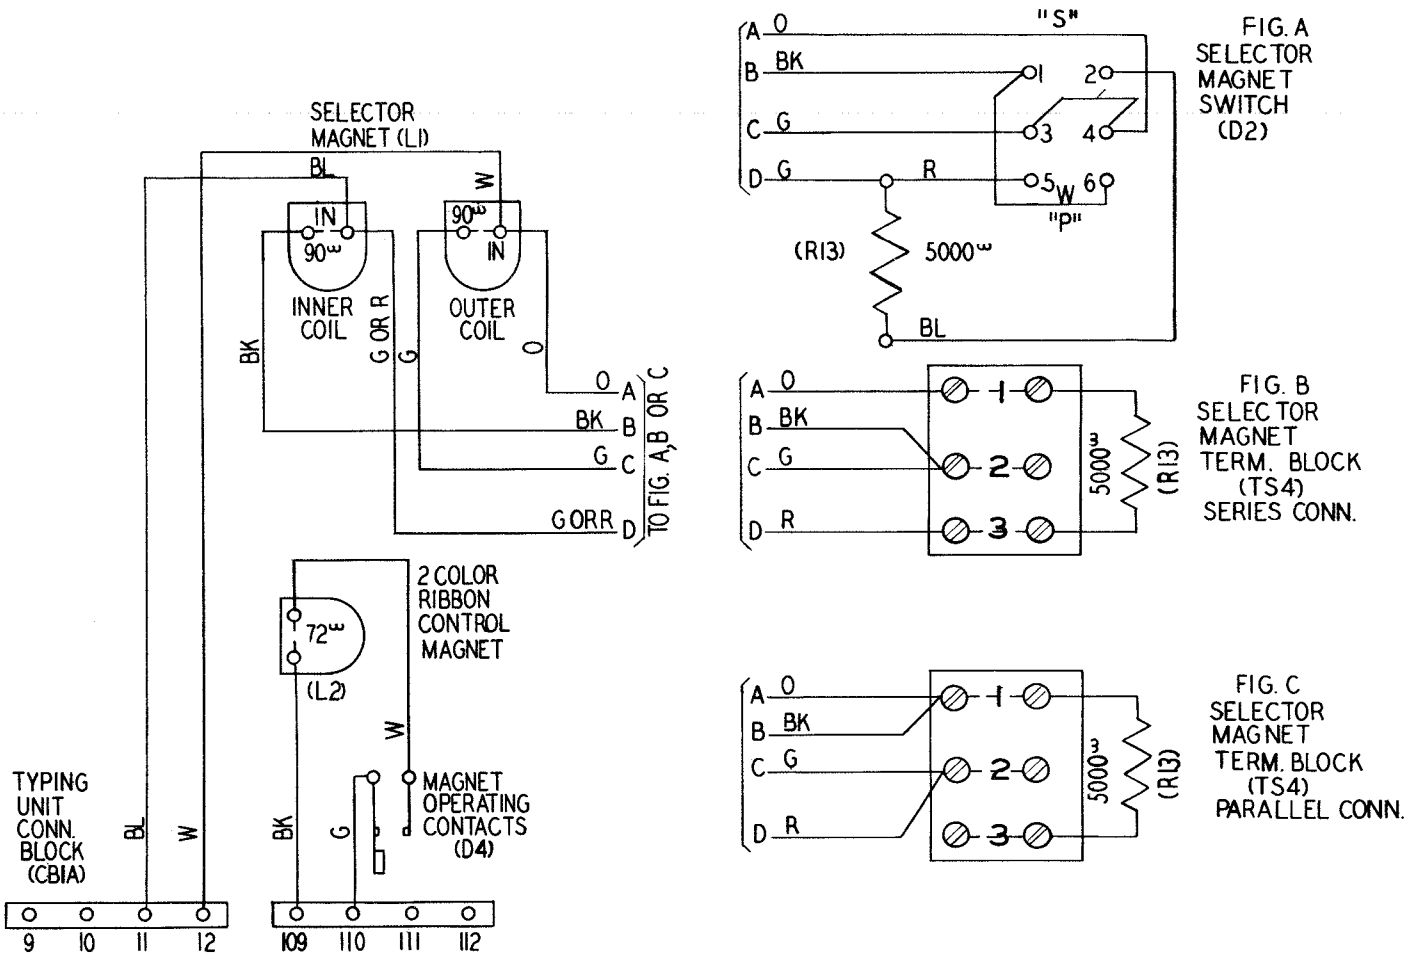 SELECTOR
MAGNET (L1)
BL
W
IN
90ω
90ω
IN
INNER
COIL
OUTER
COIL
BK
G OR R
G
O
O A
BK B
G C
G OR R D
TO FIG. A,B OR C
2 COLOR
RIBBON
CONTROL
MAGNET
72ω
(L2)
W
MAGNET
OPERATING
CONTACTS
(D4)
TYPING
UNIT
CONN.
BLOCK
(CB1A)
BL
W
BK
G
9 10 11 12
109 110 111 112
"S"
A O
B BK
C G
D G
R
1 2
3 4
5 6
W
"P"
(R13)
5000ω
BL
FIG. A
SELECTOR
MAGNET
SWITCH
(D2)
A O
B BK
C G
D R
1
2
3
5000ω
(R13)
FIG. B
SELECTOR
MAGNET
TERM. BLOCK
(TS4)
SERIES CONN.
A O
B BK
C G
D R
1
2
3
5000ω
(R13)
FIG. C
SELECTOR
MAGNET
TERM. BLOCK
(TS4)
PARALLEL CONN.